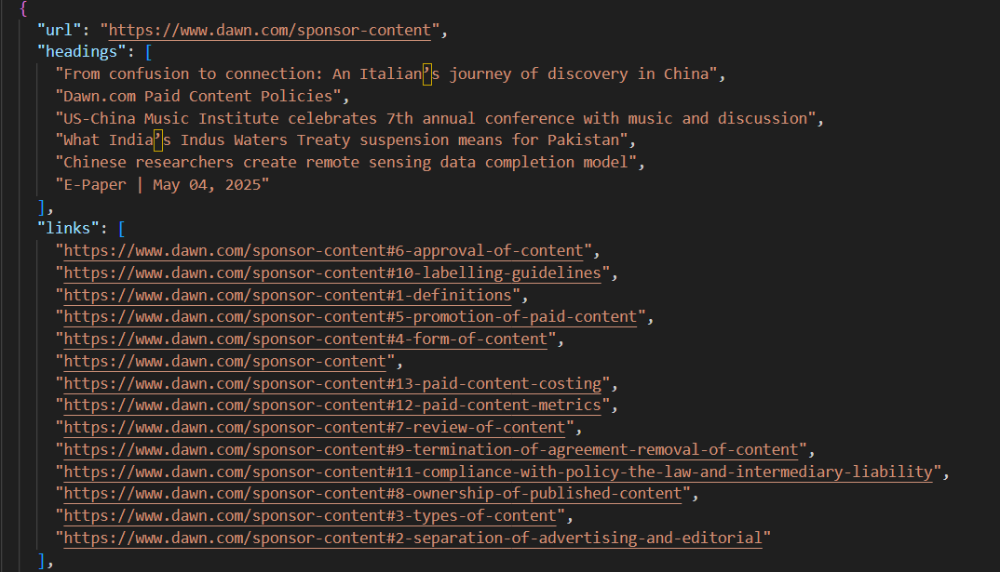 {
"url": "https://www.dawn.com/sponsor-content",
"headings": [
"From confusion to connection: An Italian’s journey of discovery in China",
"Dawn.com Paid Content Policies",
"US-China Music Institute celebrates 7th annual conference with music and discussion",
"What India’s Indus Waters Treaty suspension means for Pakistan",
"Chinese researchers create remote sensing data completion model",
"E-Paper | May 04, 2025"
],
"links": [
"https://www.dawn.com/sponsor-content#6-approval-of-content",
"https://www.dawn.com/sponsor-content#10-labelling-guidelines",
"https://www.dawn.com/sponsor-content#1-definitions",
"https://www.dawn.com/sponsor-content#5-promotion-of-paid-content",
"https://www.dawn.com/sponsor-content#4-form-of-content",
"https://www.dawn.com/sponsor-content",
"https://www.dawn.com/sponsor-content#13-paid-content-costing",
"https://www.dawn.com/sponsor-content#12-paid-content-metrics",
"https://www.dawn.com/sponsor-content#7-review-of-content",
"https://www.dawn.com/sponsor-content#9-termination-of-agreement-removal-of-content",
"https://www.dawn.com/sponsor-content#11-compliance-with-policy-the-law-and-intermediary-liability",
"https://www.dawn.com/sponsor-content#8-ownership-of-published-content",
"https://www.dawn.com/sponsor-content#3-types-of-content",
"https://www.dawn.com/sponsor-content#2-separation-of-advertising-and-editorial"
],